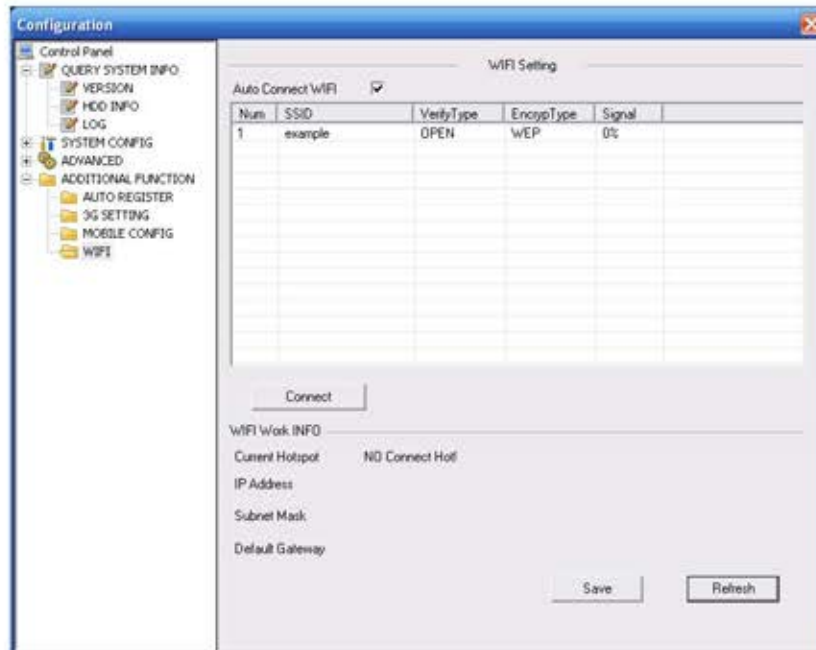 Configuration
Control Panel
QUERY SYSTEM INFO
VERSION
HDD INFO
LOG
SYSTEM CONFIG
ADVANCED
ADDITIONAL FUNCTION
AUTO REGISTER
3G SETTING
MOBILE CONFIG
WIFI
WIFI Setting
Auto Connect WIFI
Num SSID VerifyType EncrypType Signal
1 example OPEN WEP 0%
Connect
WIFI Work INFO
Current Hotspot NO Connect Hot!
IP Address
Subnet Mask
Default Gateway
Save Refresh